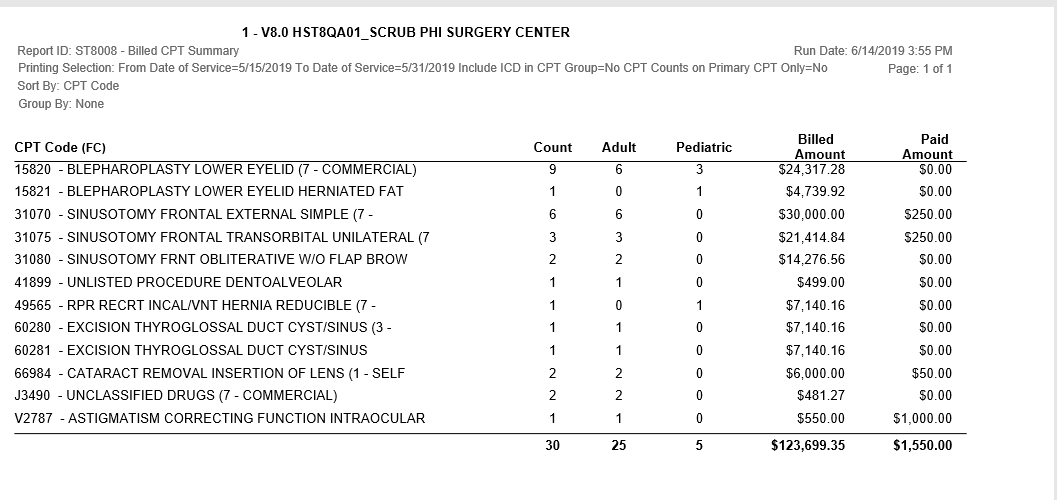 1 - V8.0 HST8QA01_SCRUB PHI SURGERY CENTER
Report ID: ST8008 - Billed CPT Summary Run Date: 6/14/2019 3:55 PM
Printing Selection: From Date of Service=5/15/2019 To Date of Service=5/31/2019 Include ICD in CPT Group=No CPT Counts on Primary CPT Only=No Page: 1 of 1
Sort By: CPT Code
Group By: None
CPT Code (FC) Count Adult Pediatric Billed Amount Paid Amount
15820 - BLEPHAROPLASTY LOWER EYELID (7 - COMMERCIAL) 9 6 3 $24,317.28 $0.00
15821 - BLEPHAROPLASTY LOWER EYELID HERNIATED FAT 1 0 1 $4,739.92 $0.00
31070 - SINUSOTOMY FRONTAL EXTERNAL SIMPLE (7 - 6 6 0 $30,000.00 $250.00
31075 - SINUSOTOMY FRONTAL TRANSORBITAL UNILATERAL (7 3 3 0 $21,414.84 $250.00
31080 - SINUSOTOMY FRNT OBLITERATIVE W/O FLAP BROW 2 2 0 $14,276.56 $0.00
41899 - UNLISTED PROCEDURE DENTOALVEOLAR 1 1 0 $499.00 $0.00
49565 - RPR RECRT INCAL/VNT HERNIA REDUCIBLE (7 - 1 0 1 $7,140.16 $0.00
60280 - EXCISION THYROGLOSSAL DUCT CYST/SINUS (3 - 1 1 0 $7,140.16 $0.00
60281 - EXCISION THYROGLOSSAL DUCT CYST/SINUS 1 1 0 $7,140.16 $0.00
66984 - CATARACT REMOVAL INSERTION OF LENS (1 - SELF 2 2 0 $6,000.00 $50.00
J3490 - UNCLASSIFIED DRUGS (7 - COMMERCIAL) 2 2 0 $481.27 $0.00
V2787 - ASTIGMATISM CORRECTING FUNCTION INTRAOCULAR 1 1 0 $550.00 $1,000.00
30 25 5 $123,699.35 $1,550.00